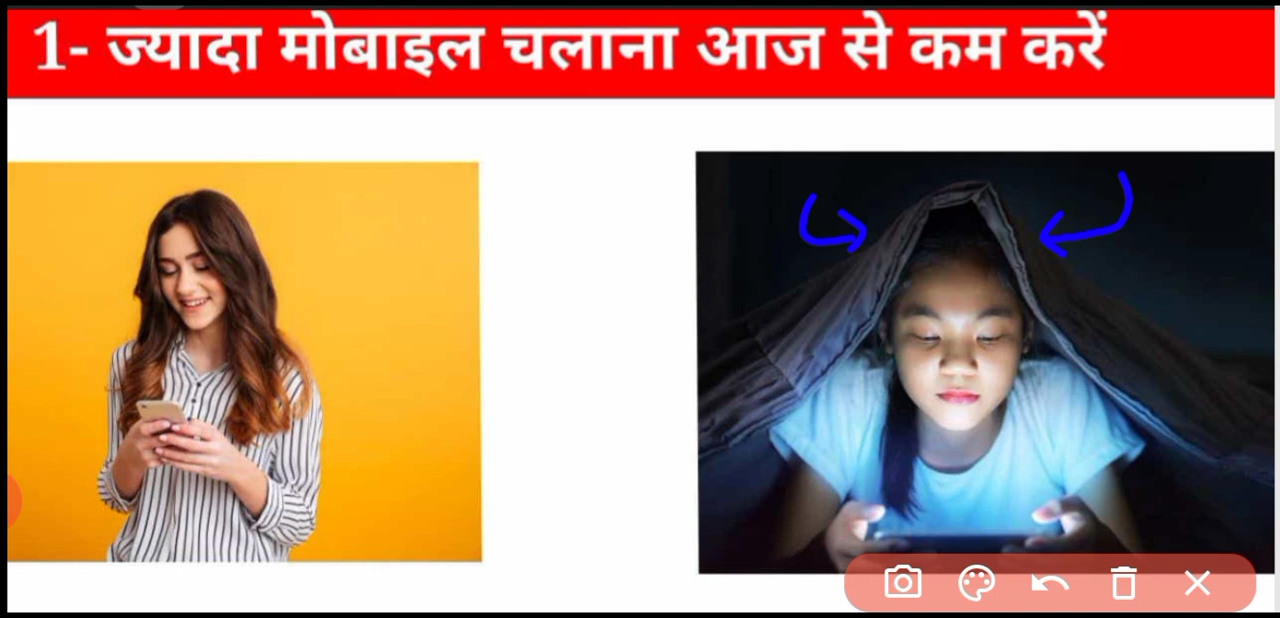 1- ज्यादा मोबाइल चलाना आज से कम करें